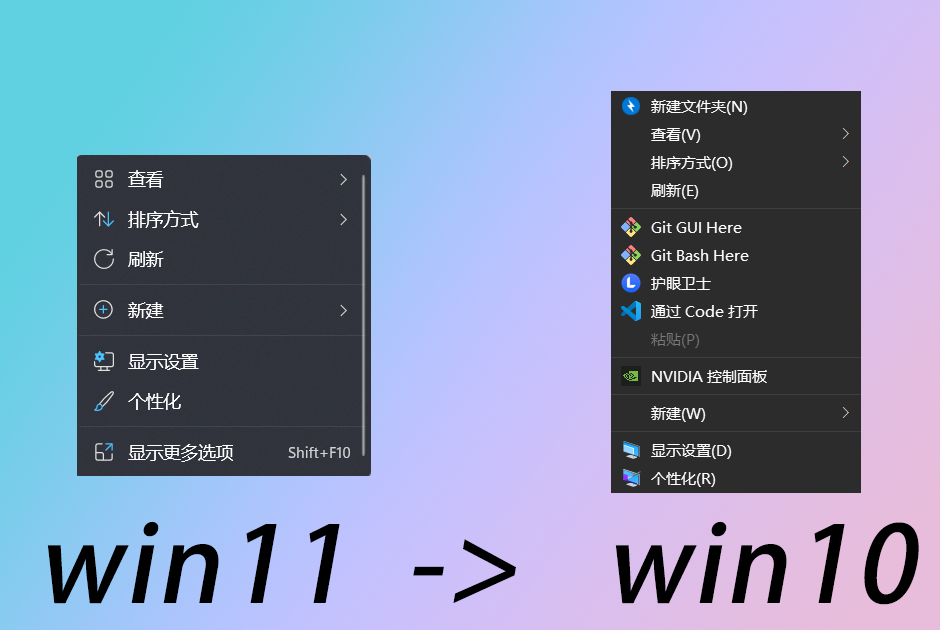 查看
排序方式
刷新
新建
显示设置
个性化
显示更多选项 Shift+F10
新建文件夹(N)
查看(V)
排序方式(O)
刷新(E)
Git GUI Here
Git Bash Here
护眼卫士
通过 Code 打开
粘贴(P)
NVIDIA 控制面板
新建(W)
显示设置(D)
个性化(R)
win11 -> win10